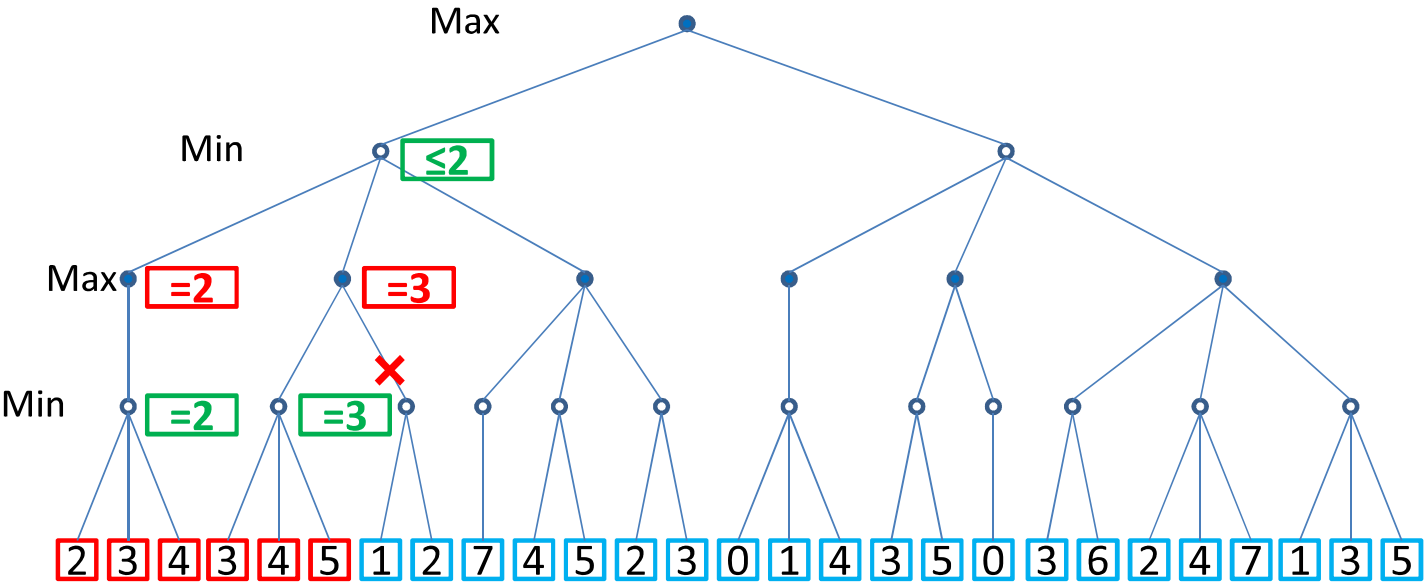 Max
Min ≤2
Max =2 =3
Min =2 =3
2 3 4 3 4 5 1 2 7 4 5 2 3 0 1 4 3 5 0 3 6 2 4 7 1 3 5